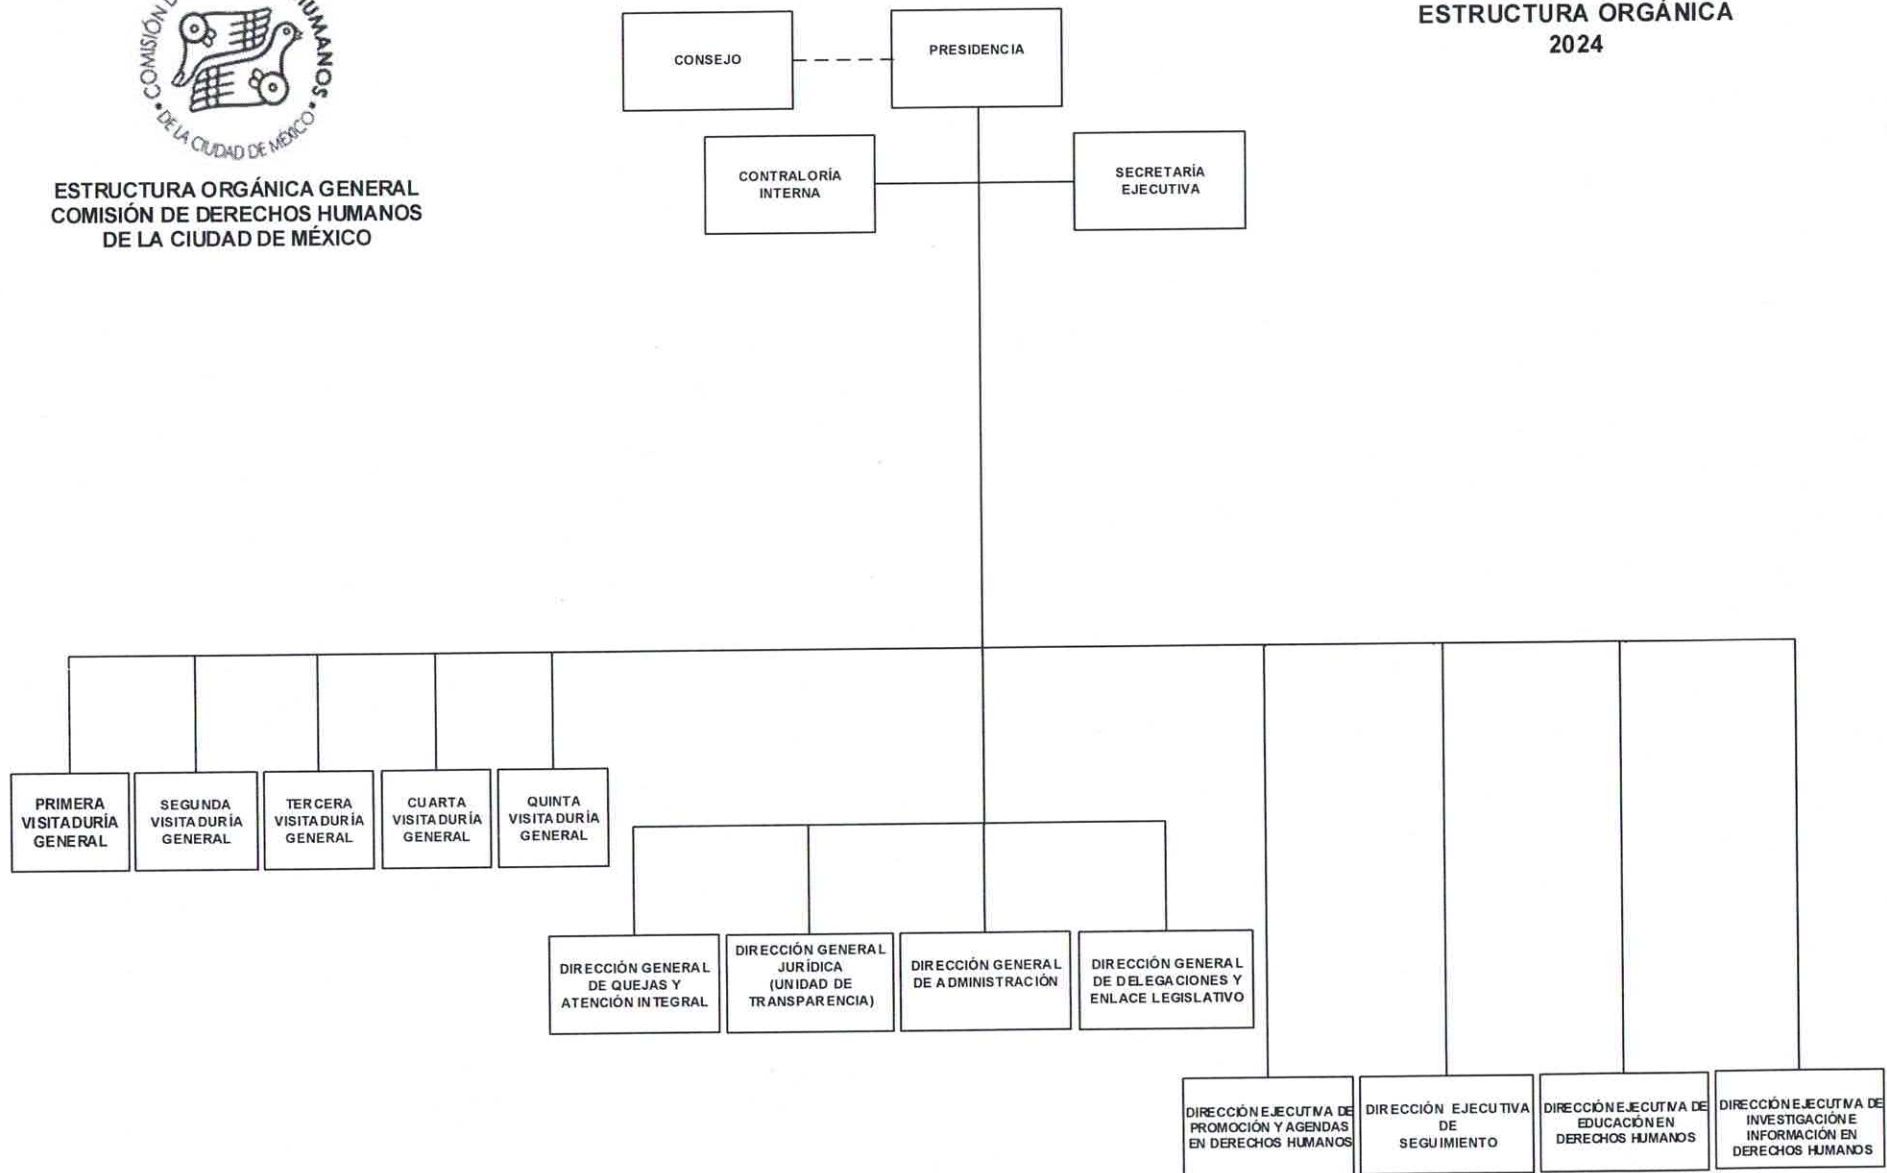 COMISIÓN D
HUMANOS
DE LA CIUDAD DE MÉXICO
ESTRUCTURA ORGÁNICA GENERAL
COMISIÓN DE DERECHOS HUMANOS
DE LA CIUDAD DE MÉXICO
ESTRUCTURA ORGÁNICA
2024
CONSEJO
PRESIDENCIA
CONTRALORÍA
INTERNA
SECRETARÍA
EJECUTIVA
PRIMERA
VISITADURÍA
GENERAL
SEGUNDA
VISITADURÍA
GENERAL
TERCERA
VISITADURÍA
GENERAL
CUARTA
VISITADURÍA
GENERAL
QUINTA
VISITADURÍA
GENERAL
DIRECCIÓN GENERAL
DE QUEJAS Y
ATENCIÓN INTEGRAL
DIRECCIÓN GENERAL
JURÍDICA
(UNIDAD DE
TRANSPARENCIA)
DIRECCIÓN GENERAL
DE ADMINISTRACIÓN
DIRECCIÓN GENERAL
DE DELEGACIONES Y
ENLACE LEGISLATIVO
DIRECCIÓN EJECUTIVA DE
PROMOCIÓN Y AGENDAS
EN DERECHOS HUMANOS
DIRECCIÓN EJECUTIVA
DE
SEGUIMIENTO
DIRECCIÓN EJECUTIVA DE
EDUCACIÓN EN
DERECHOS HUMANOS
DIRECCIÓN EJECUTIVA DE
INVESTIGACIÓN E
INFORMACIÓN EN
DERECHOS HUMANOS